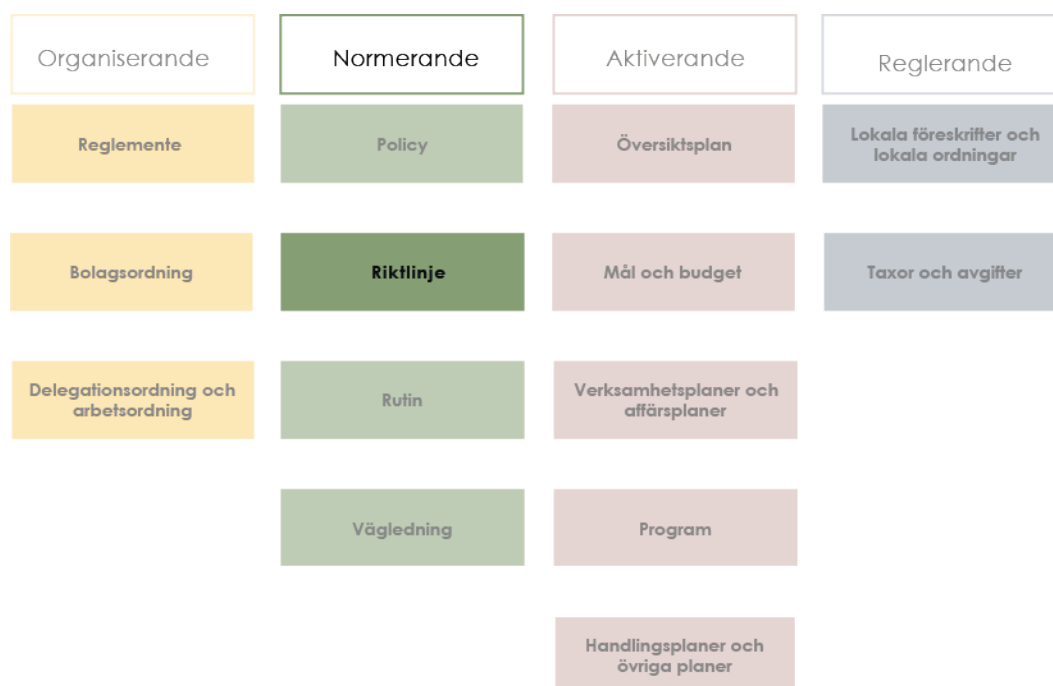 Organiserande
Normerande
Aktiverande
Reglerande
Reglemente
Policy
Översiktsplan
Lokala föreskrifter och
lokala ordningar
Bolagsordning
Riktlinje
Mål och budget
Taxor och avgifter
Delegationsordning och
arbetsordning
Rutin
Verksamhetsplaner och
affärsplaner
Vägledning
Program
Handlingsplaner och
övriga planer